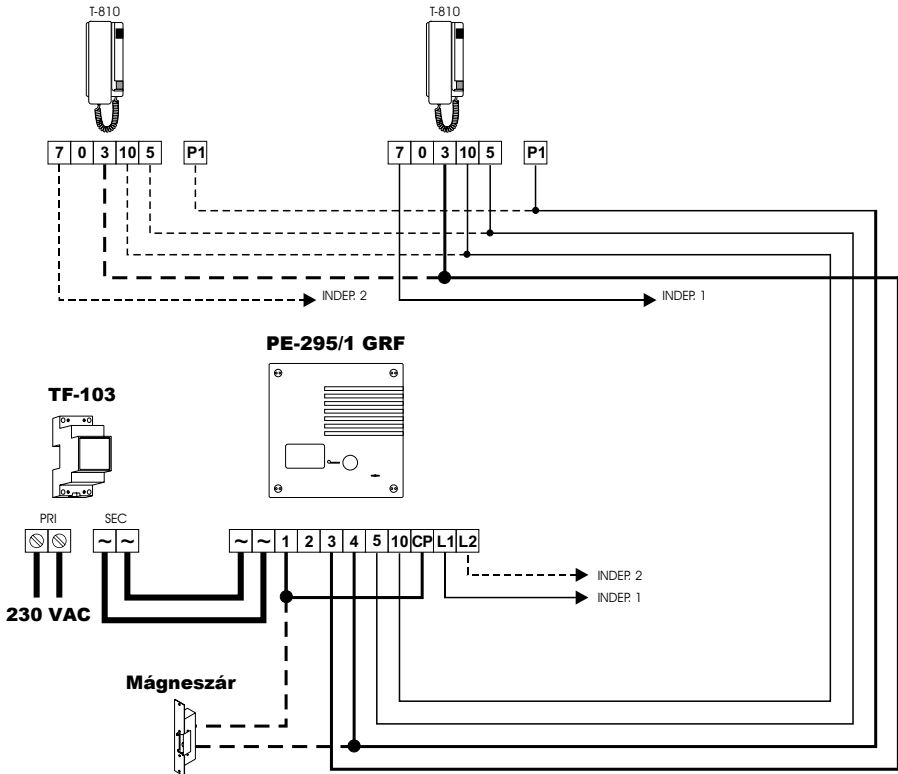 T-810 T-810
7 0 3 10 5 P1 7 0 3 10 5 P1
INDEP. 2 INDEP. 1
PE-295/1 GRF
TF-103
PRI SEC
~ ~ ~ ~ 1 2 3 4 5 10 CP L1 L2
INDEP. 2
INDEP. 1
230 VAC
Mágneszár